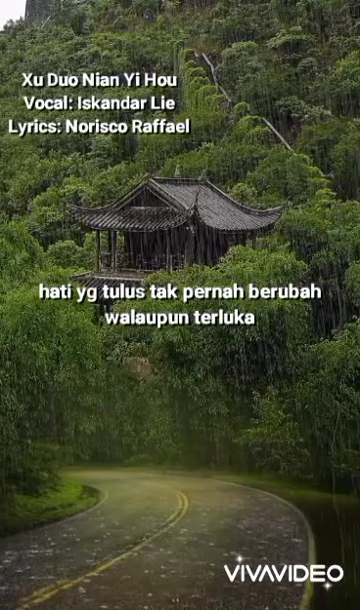 Xu Duo Nian Yi Hou
Vocal: Iskandar Lie
Lyrics: Norisco Raffael
hati yg tulus tak pernah berubah
walaupun terluka
VIVAVIDEO